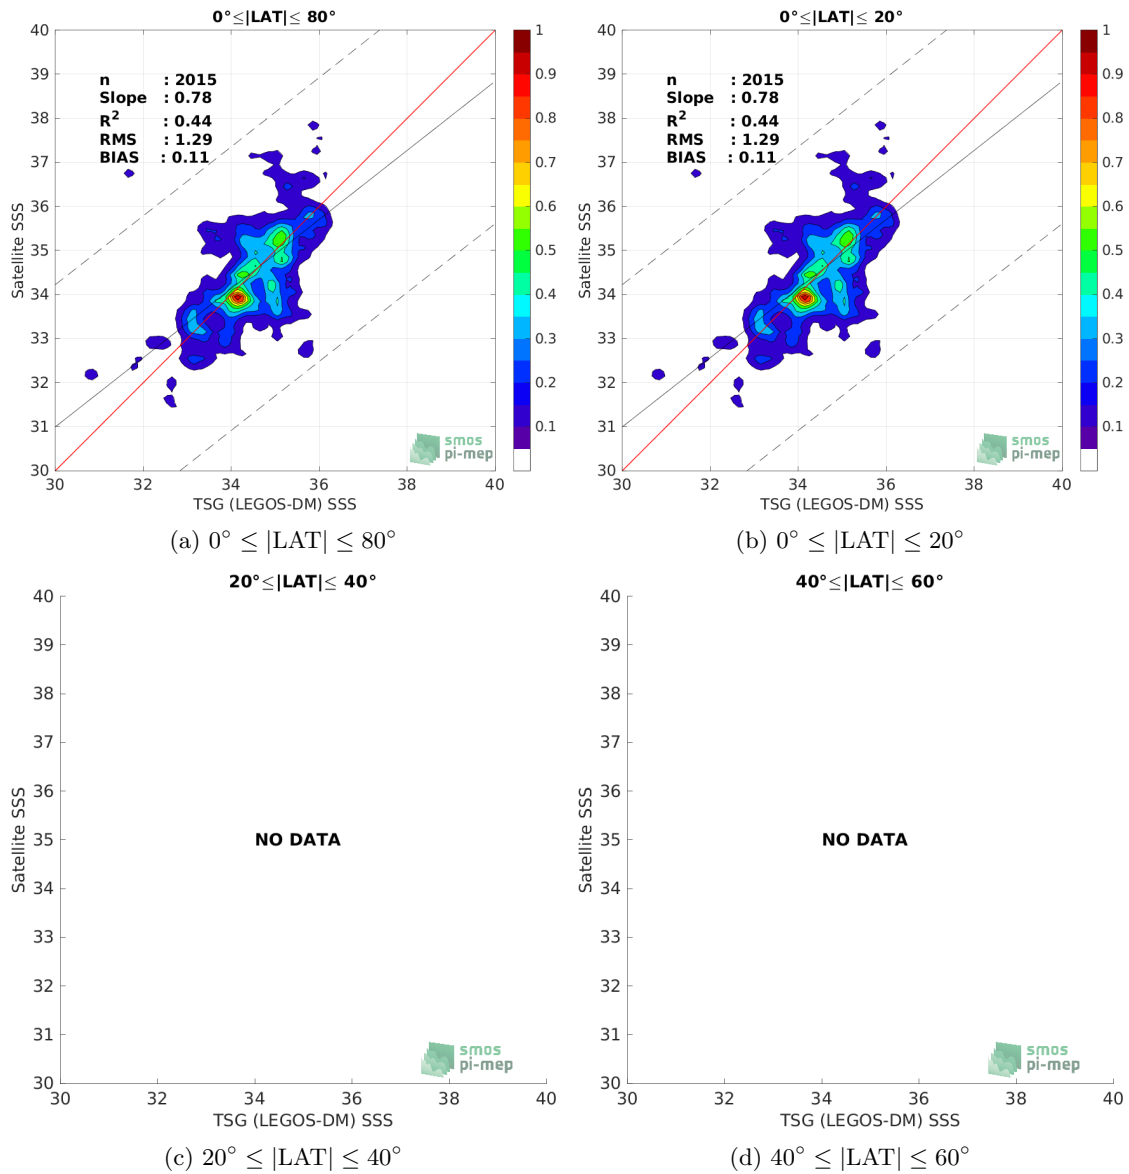 0°≤|LAT|≤ 80°
40
39
38
37
36
35
34
33
32
31
30
Satellite SSS
n : 2015
Slope : 0.78
R² : 0.44
RMS : 1.29
BIAS : 0.11
1
0.9
0.8
0.7
0.6
0.5
0.4
0.3
0.2
0.1
smos
pi-mep
30 32 34 36 38 40
TSG (LEGOS-DM) SSS
(a) 0° ≤ |LAT| ≤ 80°
0°≤|LAT|≤ 20°
40
39
38
37
36
35
34
33
32
31
30
Satellite SSS
n : 2015
Slope : 0.78
R² : 0.44
RMS : 1.29
BIAS : 0.11
1
0.9
0.8
0.7
0.6
0.5
0.4
0.3
0.2
0.1
smos
pi-mep
30 32 34 36 38 40
TSG (LEGOS-DM) SSS
(b) 0° ≤ |LAT| ≤ 20°
20°≤|LAT|≤ 40°
40
39
38
37
36
35
34
33
32
31
30
Satellite SSS
NO DATA
smos
pi-mep
30 32 34 36 38 40
TSG (LEGOS-DM) SSS
(c) 20° ≤ |LAT| ≤ 40°
40°≤|LAT|≤ 60°
40
39
38
37
36
35
34
33
32
31
30
Satellite SSS
NO DATA
smos
pi-mep
30 32 34 36 38 40
TSG (LEGOS-DM) SSS
(d) 40° ≤ |LAT| ≤ 60°